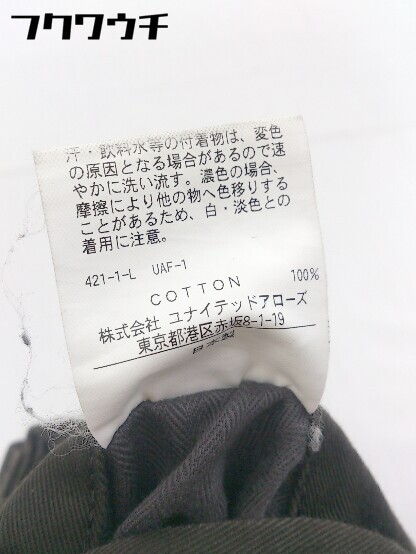 フクワウチ
汗・飲料水等の付着物は、変色
の原因となる場合があるので速
やかに洗い流す。濃色の場合、
摩擦により他の物へ色移りする
ことがあるため、白・淡色との
着用に注意。
421-1-L UAF-1
COTTON 100%
株式会社 ユナイテッドアローズ
東京都港区赤坂8-1-19
日本製